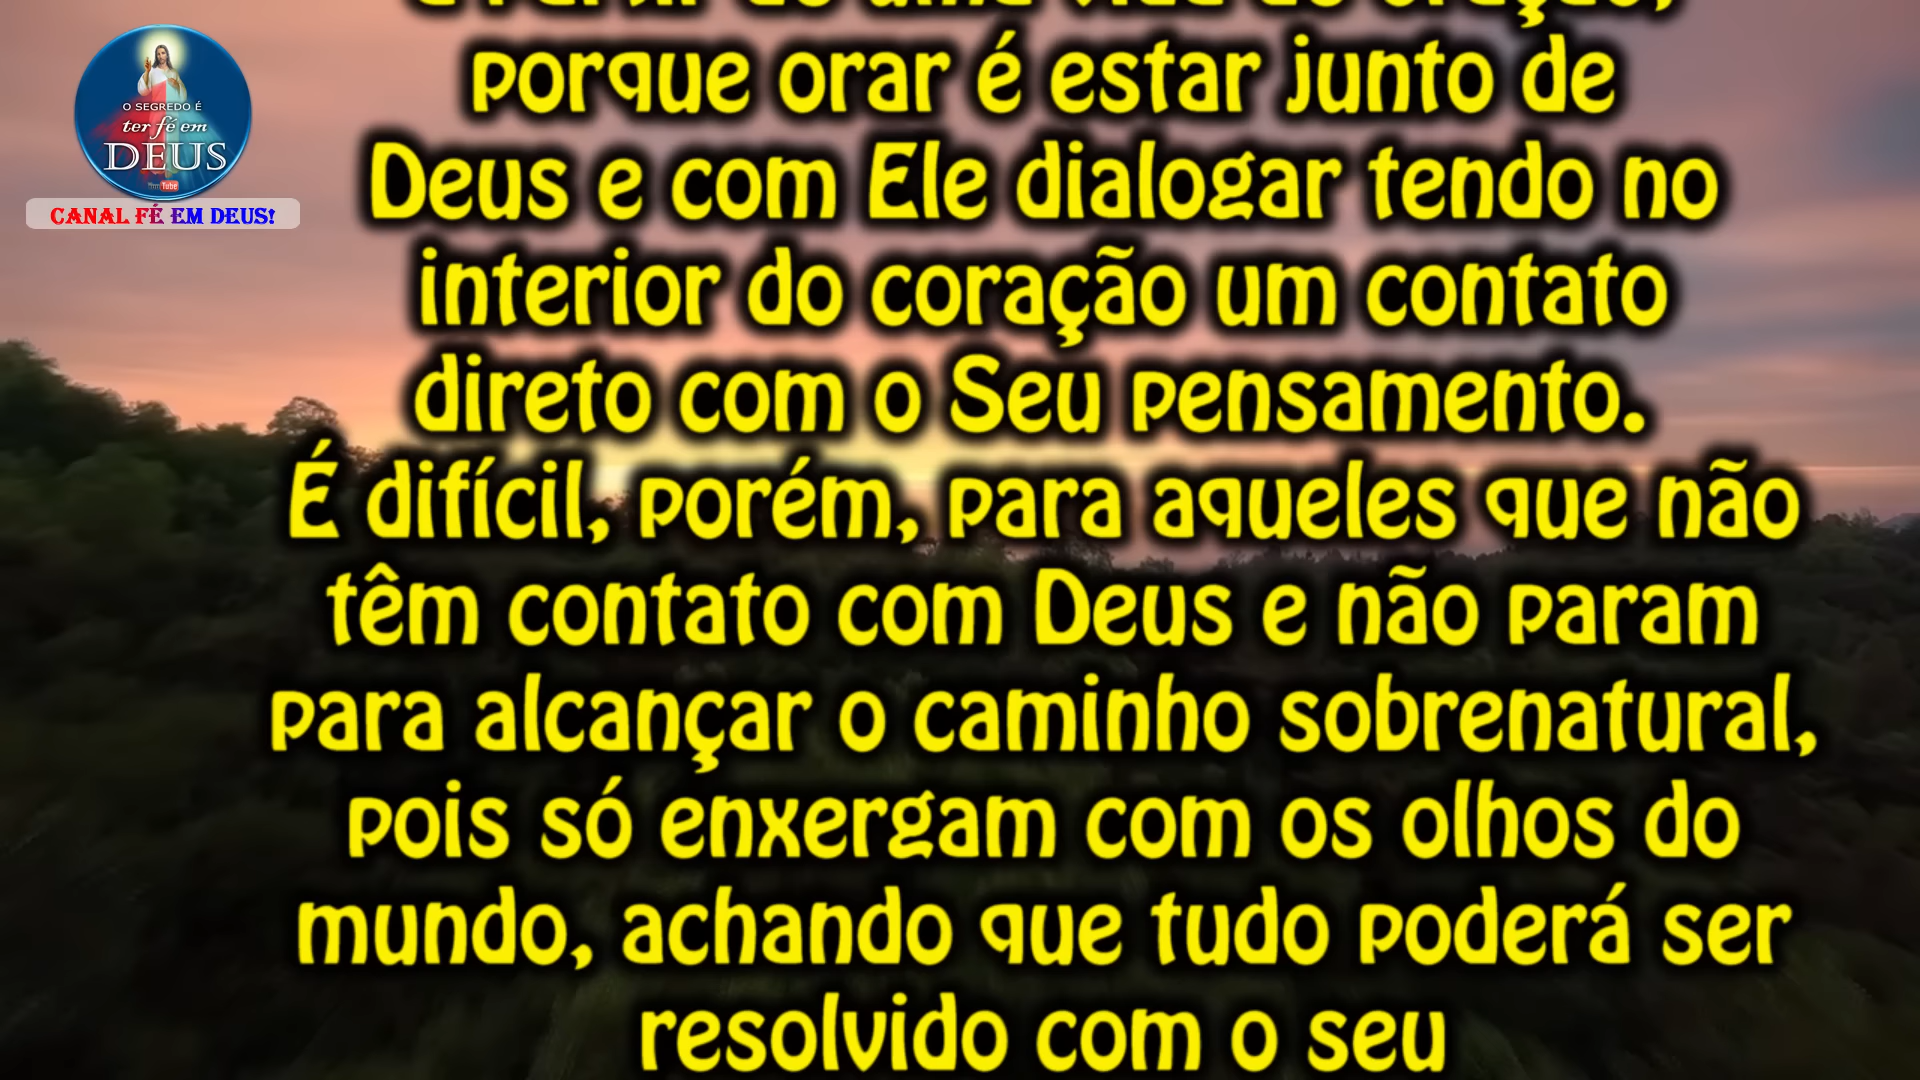 O SEGREDO É
ter fé em
DEUS
CANAL FÉ EM DEUS!
porque orar é estar junto de
Deus e com Ele dialogar tendo no
interior do coração um contato
direto com o Seu pensamento.
É difícil, porém, para aqueles que não
têm contato com Deus e não param
para alcançar o caminho sobrenatural,
pois só enxergam com os olhos do
mundo, achando que tudo poderá ser
resolvido com o seu